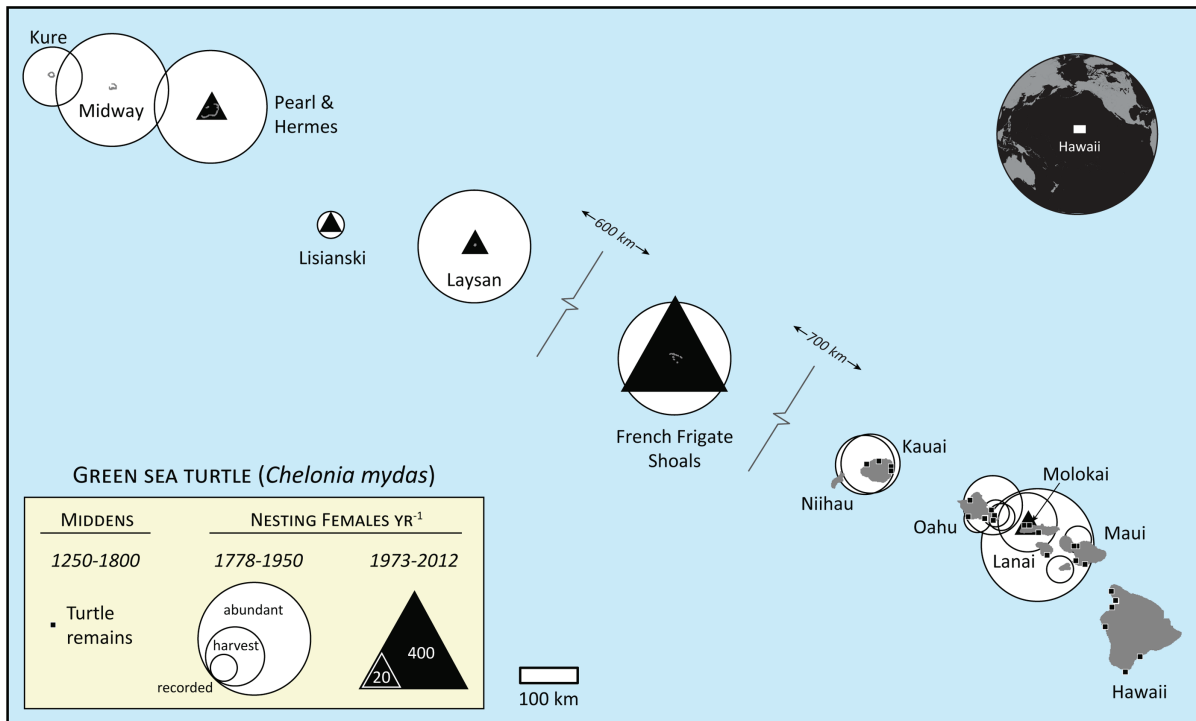 Kure
Midway
Pearl &
Hermes
Hawaii
Lisianski
Laysan
600 km
700 km
French Frigate
Shoals
Kauai
Niihau
Molokai
Oahu
Maui
Lanai
Hawaii
GREEN SEA TURTLE (Chelonia mydas)
MIDDENS
NESTING FEMALES YR-1
1250-1800
1778-1950
1973-2012
Turtle
remains
abundant
harvest
recorded
400
20
100 km